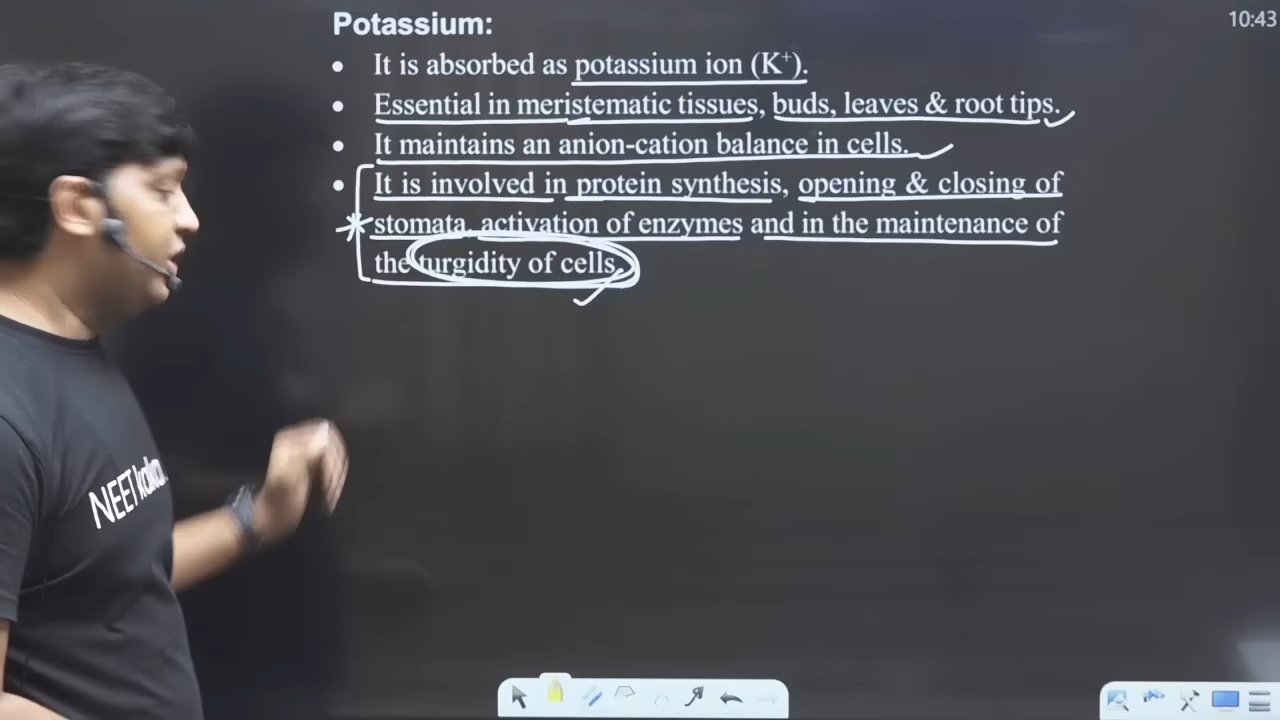 Potassium:
10:43
• It is absorbed as potassium ion (K⁺).
• Essential in meristematic tissues, buds, leaves & root tips.
• It maintains an anion-cation balance in cells.
• It is involved in protein synthesis, opening & closing of
stomata, activation of enzymes and in the maintenance of
the turgidity of cells.
NEET